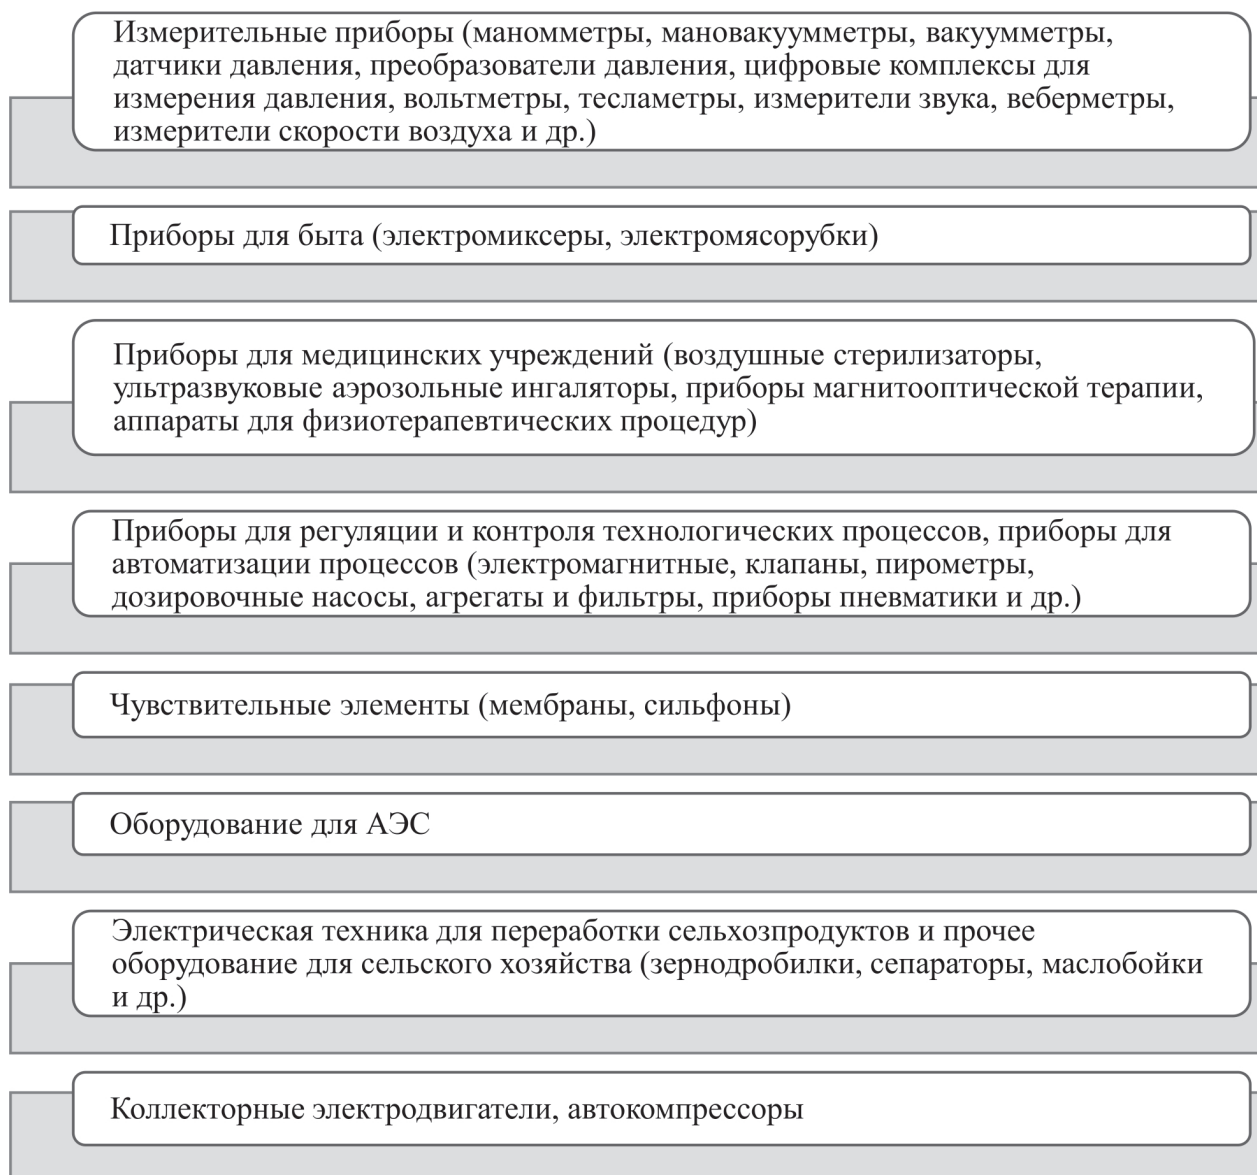 Измерительные приборы (манометры, мановакуумметры, вакуумметры,
датчики давления, преобразователи давления, цифровые комплексы для
измерения давления, вольтметры, тесламетры, измерители звука, веберметры,
измерители скорости воздуха и др.)
Приборы для быта (электромиксеры, электромясорубки)
Приборы для медицинских учреждений (воздушные стерилизаторы,
ультразвуковые аэрозольные ингаляторы, приборы магнитооптической терапии,
аппараты для физиотерапевтических процедур)
Приборы для регуляции и контроля технологических процессов, приборы для
автоматизации процессов (электромагнитные, клапаны, пирометры,
дозировочные насосы, агрегаты и фильтры, приборы пневматики и др.)
Чувствительные элементы (мембраны, сильфоны)
Оборудование для АЭС
Электрическая техника для переработки сельхозпродуктов и прочее
оборудование для сельского хозяйства (зернодробилки, сепараторы, маслобойки
и др.)
Коллекторные электродвигатели, автокомпрессоры